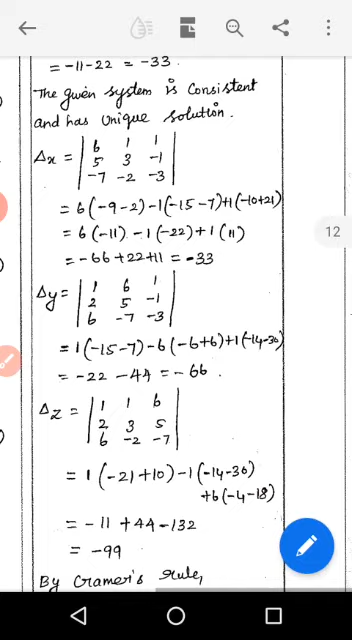 = -11-22 = -33.
The given system is consistent
and has unique solution.
Δx = | 6 1 1 |
| 5 3 -1 |
| -7 -2 -3 |
= 6(-9-2)-1(-15-7)+1(-10+21)
= 6(-11) -1(-22)+1(11)
= -66+22+11 = -33
12
Δy = | 1 6 1 |
| 2 5 -1 |
| 6 -7 -3 |
= 1(-15-7)-6(-6+6)+1(-14-30)
= -22 -44 = -66.
Δz = | 1 1 6 |
| 2 3 5 |
| 6 -2 -7 |
= 1(-21+10)-1(-14-30)
+6(-4-18)
= -11 +44-132
= -99
By Cramer's rule,